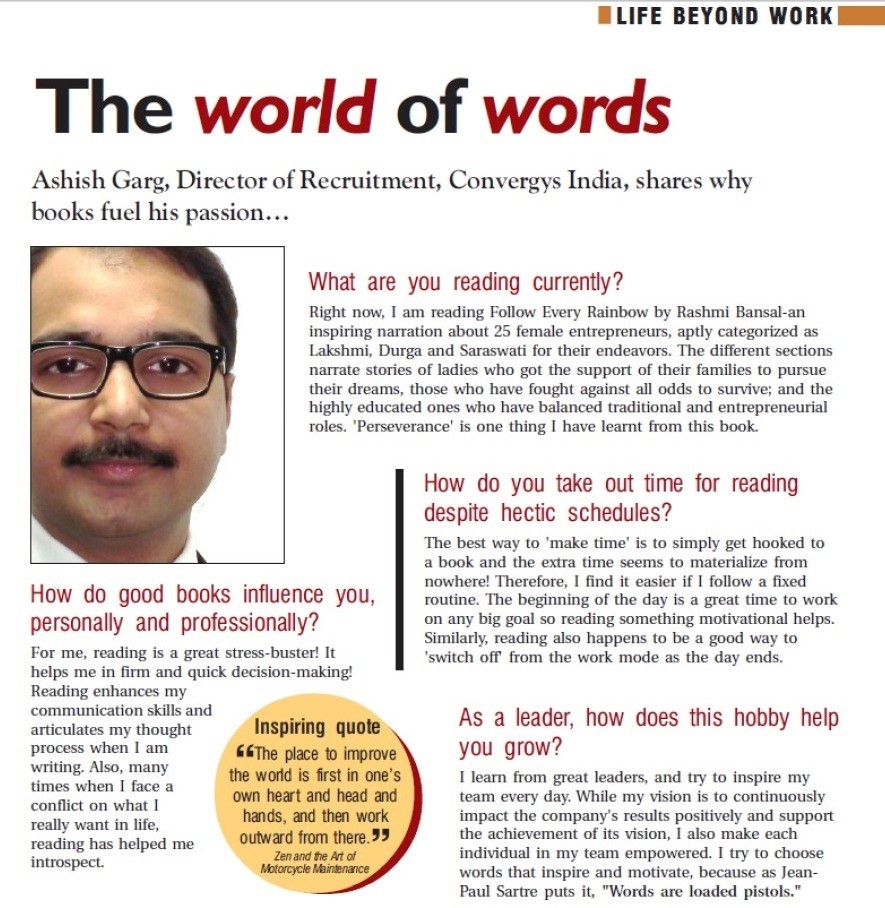 LIFE BEYOND WORK
The world of words
Ashish Garg, Director of Recruitment, Convergys India, shares why
books fuel his passion…
What are you reading currently?
Right now, I am reading Follow Every Rainbow by Rashmi Bansal-an
inspiring narration about 25 female entrepreneurs, aptly categorized as
Lakshmi, Durga and Saraswati for their endeavors. The different sections
narrate stories of ladies who got the support of their families to pursue
their dreams, those who have fought against all odds to survive; and the
highly educated ones who have balanced traditional and entrepreneurial
roles. 'Perseverance' is one thing I have learnt from this book.
How do you take out time for reading
despite hectic schedules?
The best way to 'make time' is to simply get hooked to
a book and the extra time seems to materialize from
nowhere! Therefore, I find it easier if I follow a fixed
routine. The beginning of the day is a great time to work
on any big goal so reading something motivational helps.
Similarly, reading also happens to be a good way to
'switch off' from the work mode as the day ends.
How do good books influence you,
personally and professionally?
For me, reading is a great stress-buster! It
helps me in firm and quick decision-making!
Reading enhances my
communication skills and
articulates my thought
process when I am
writing. Also, many
times when I face a
conflict on what I
really want in life,
reading has helped me
introspect.
Inspiring quote
“The place to improve
the world is first in one's
own heart and head and
hands, and then work
outward from there.”
Zen and the Art of
Motorcycle Maintenance
As a leader, how does this hobby help
you grow?
I learn from great leaders, and try to inspire my
team every day. While my vision is to continuously
impact the company's results positively and support
the achievement of its vision, I also make each
individual in my team empowered. I try to choose
words that inspire and motivate, because as Jean-
Paul Sartre puts it, "Words are loaded pistols."